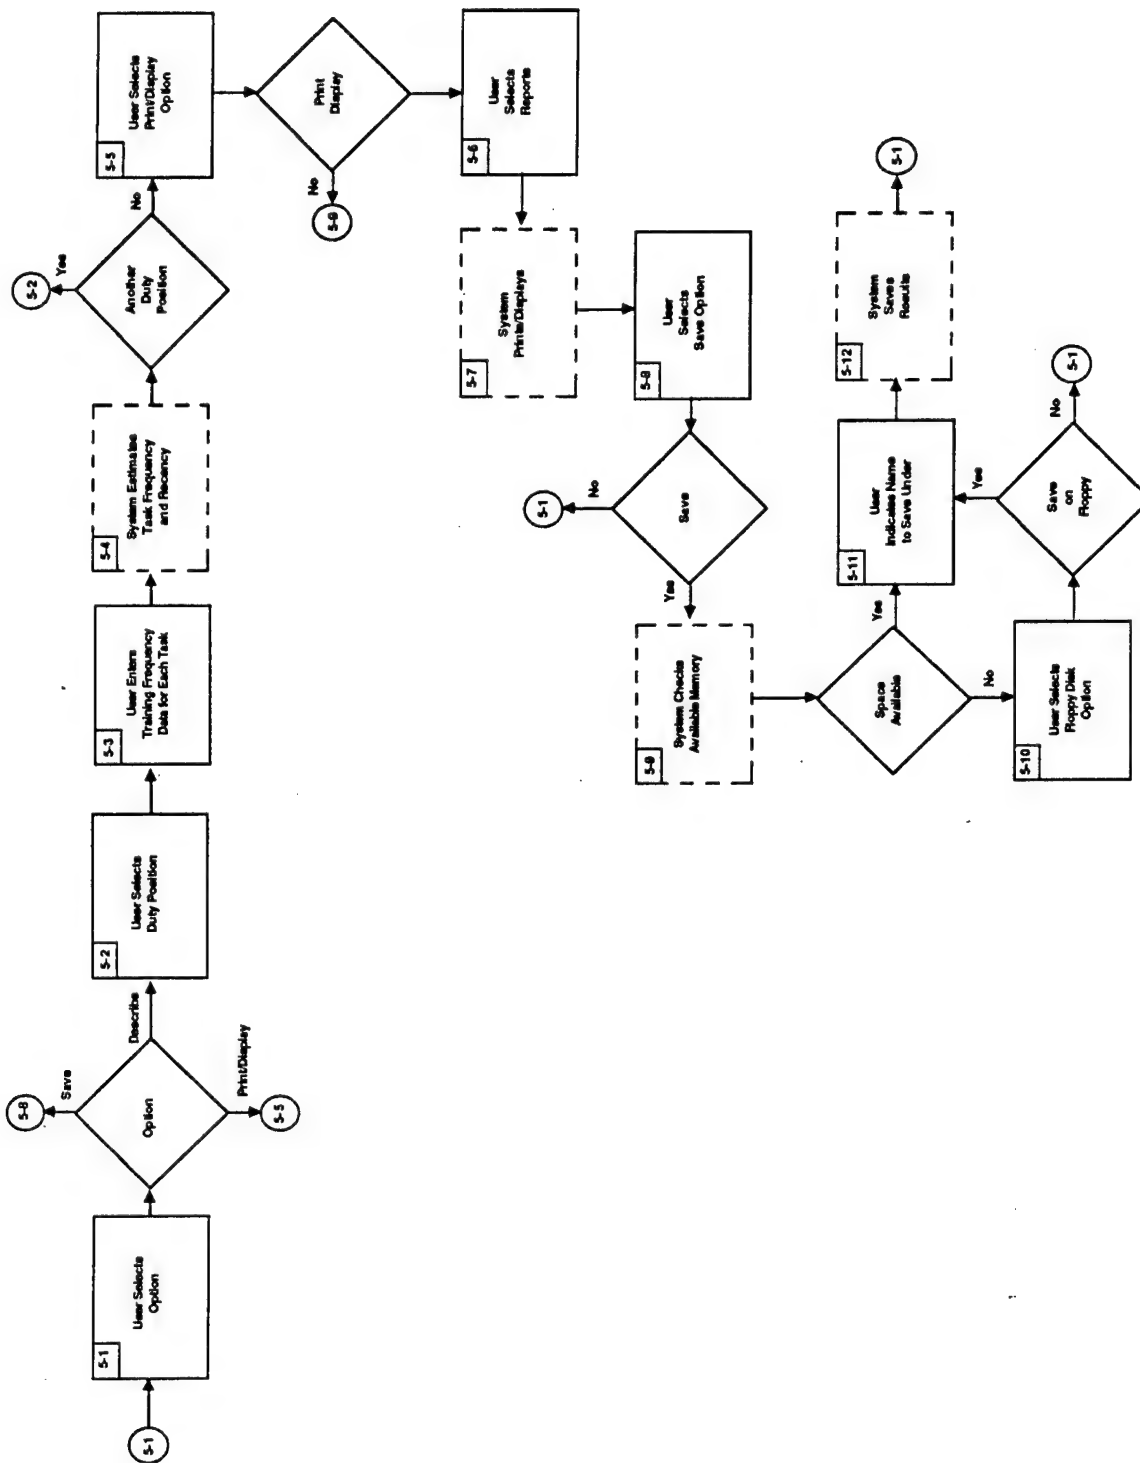 5-1
5-1
User Selects
Option
Option
Save
5-8
Print/Display
5-5
Describe
5-2
User Selects
Duty Position
5-3
User Enters
Training Frequency
Data for Each Task
5-4
System Estimates
Task Frequency
and Recency
Another
Duty
Position
Yes
5-2
No
5-5
User Selects
Print/Display
Option
Print
Display
No
5-9
5-6
User
Selects
Reports
5-7
System
Prints/Displays
5-8
User
Selects
Save Option
Save
No
5-1
Yes
5-9
System Checks
Available Memory
Space
Available
Yes
No
5-10
User Selects
Floppy Disk
Option
Save
on
Floppy
Yes
No
5-1
5-11
User
Indicates Name
to Save Under
5-12
System
Saves
Results
5-1